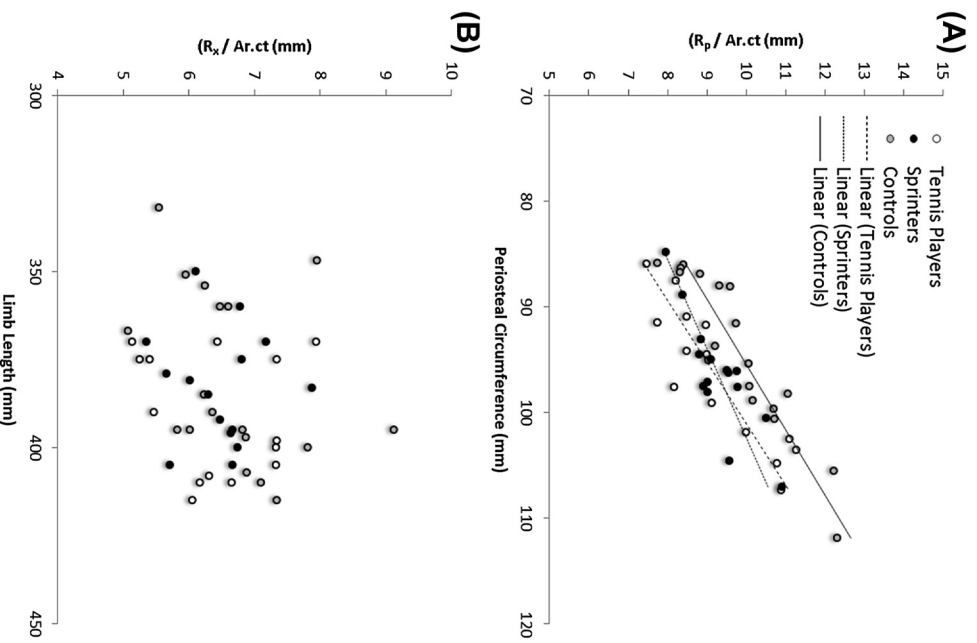 (A)
15
14
13
12
11
10
9
8
7
6
5
(Rp / Ar.ct (mm)
Tennis Players
Sprinters
Controls
Linear (Tennis Players)
Linear (Sprinters)
Linear (Controls)
70
80
90
100
110
120
Periosteal Circumference (mm)
(B)
10
9
8
7
6
5
4
(Rx / Ar.ct (mm)
300
350
400
450
Limb Length (mm)